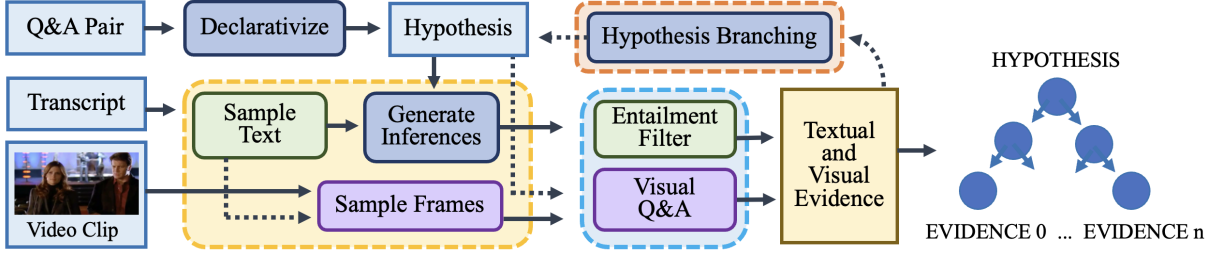 Q&A Pair
Declarativize
Hypothesis
Hypothesis Branching
Transcript
Sample
Text
Generate
Inferences
Entailment
Filter
Textual
and
Visual
Evidence
Sample Frames
Visual
Q&A
Video Clip
HYPOTHESIS
EVIDENCE 0 ... EVIDENCE n